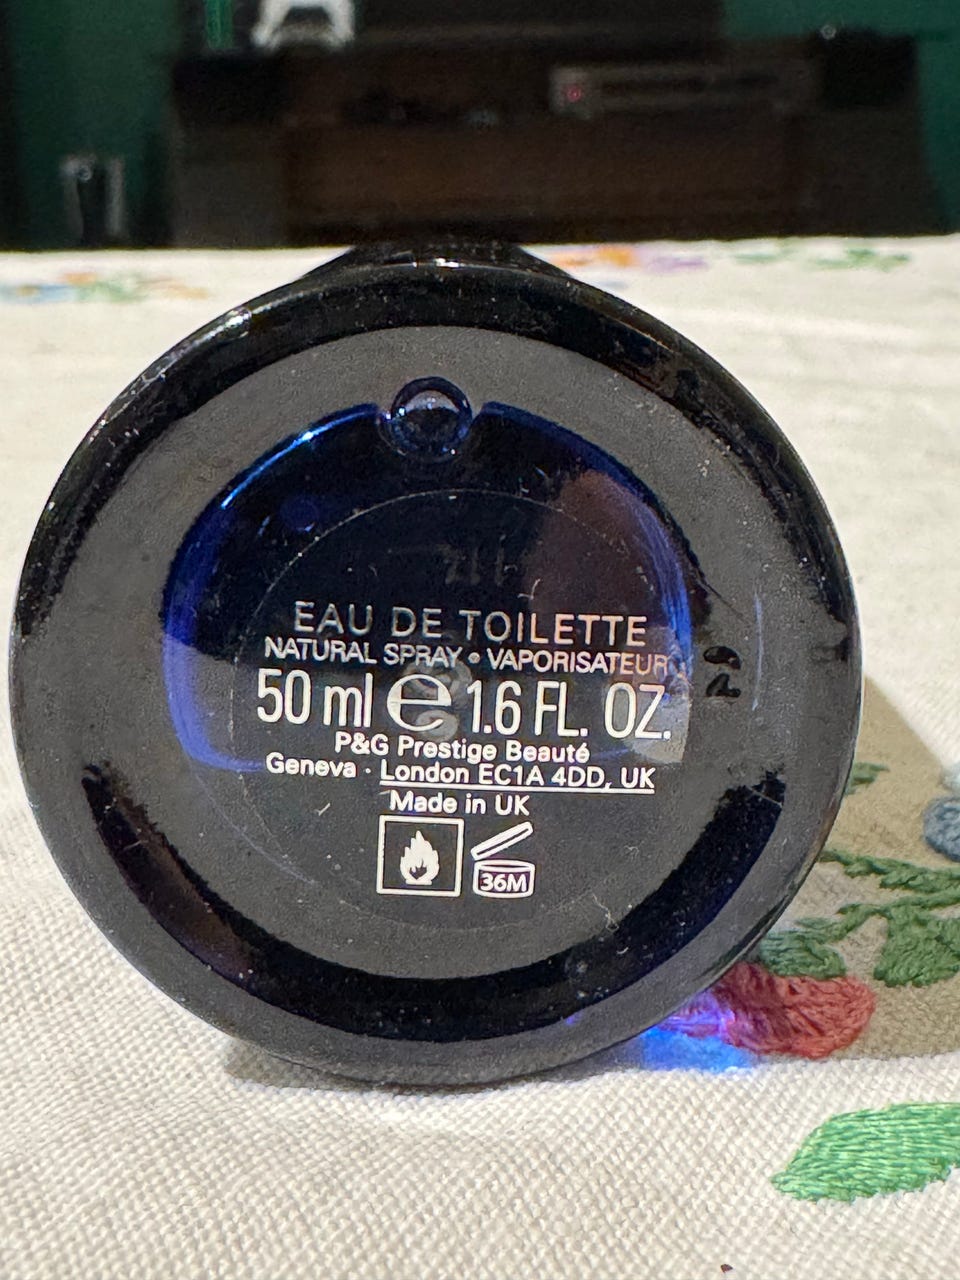 EAU DE TOILETTE
NATURAL SPRAY • VAPORISATEUR
50 ml ℮ 1.6 FL. OZ.
P&G Prestige Beauté
Geneva · London EC1A 4DD, UK
Made in UK
36M